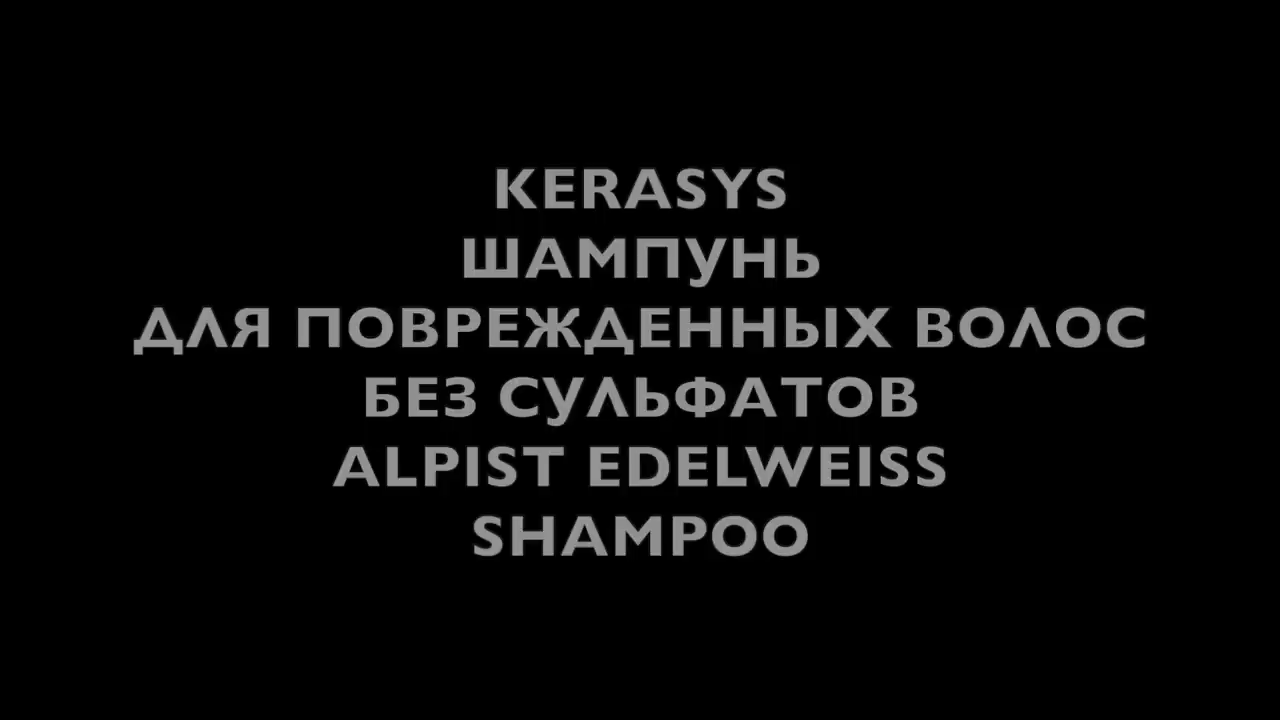 KERASYS
ШАМПУНЬ
ДЛЯ ПОВРЕЖДЕННЫХ ВОЛОС
БЕЗ СУЛЬФАТОВ
ALPIST EDELWEISS
SHAMPOO